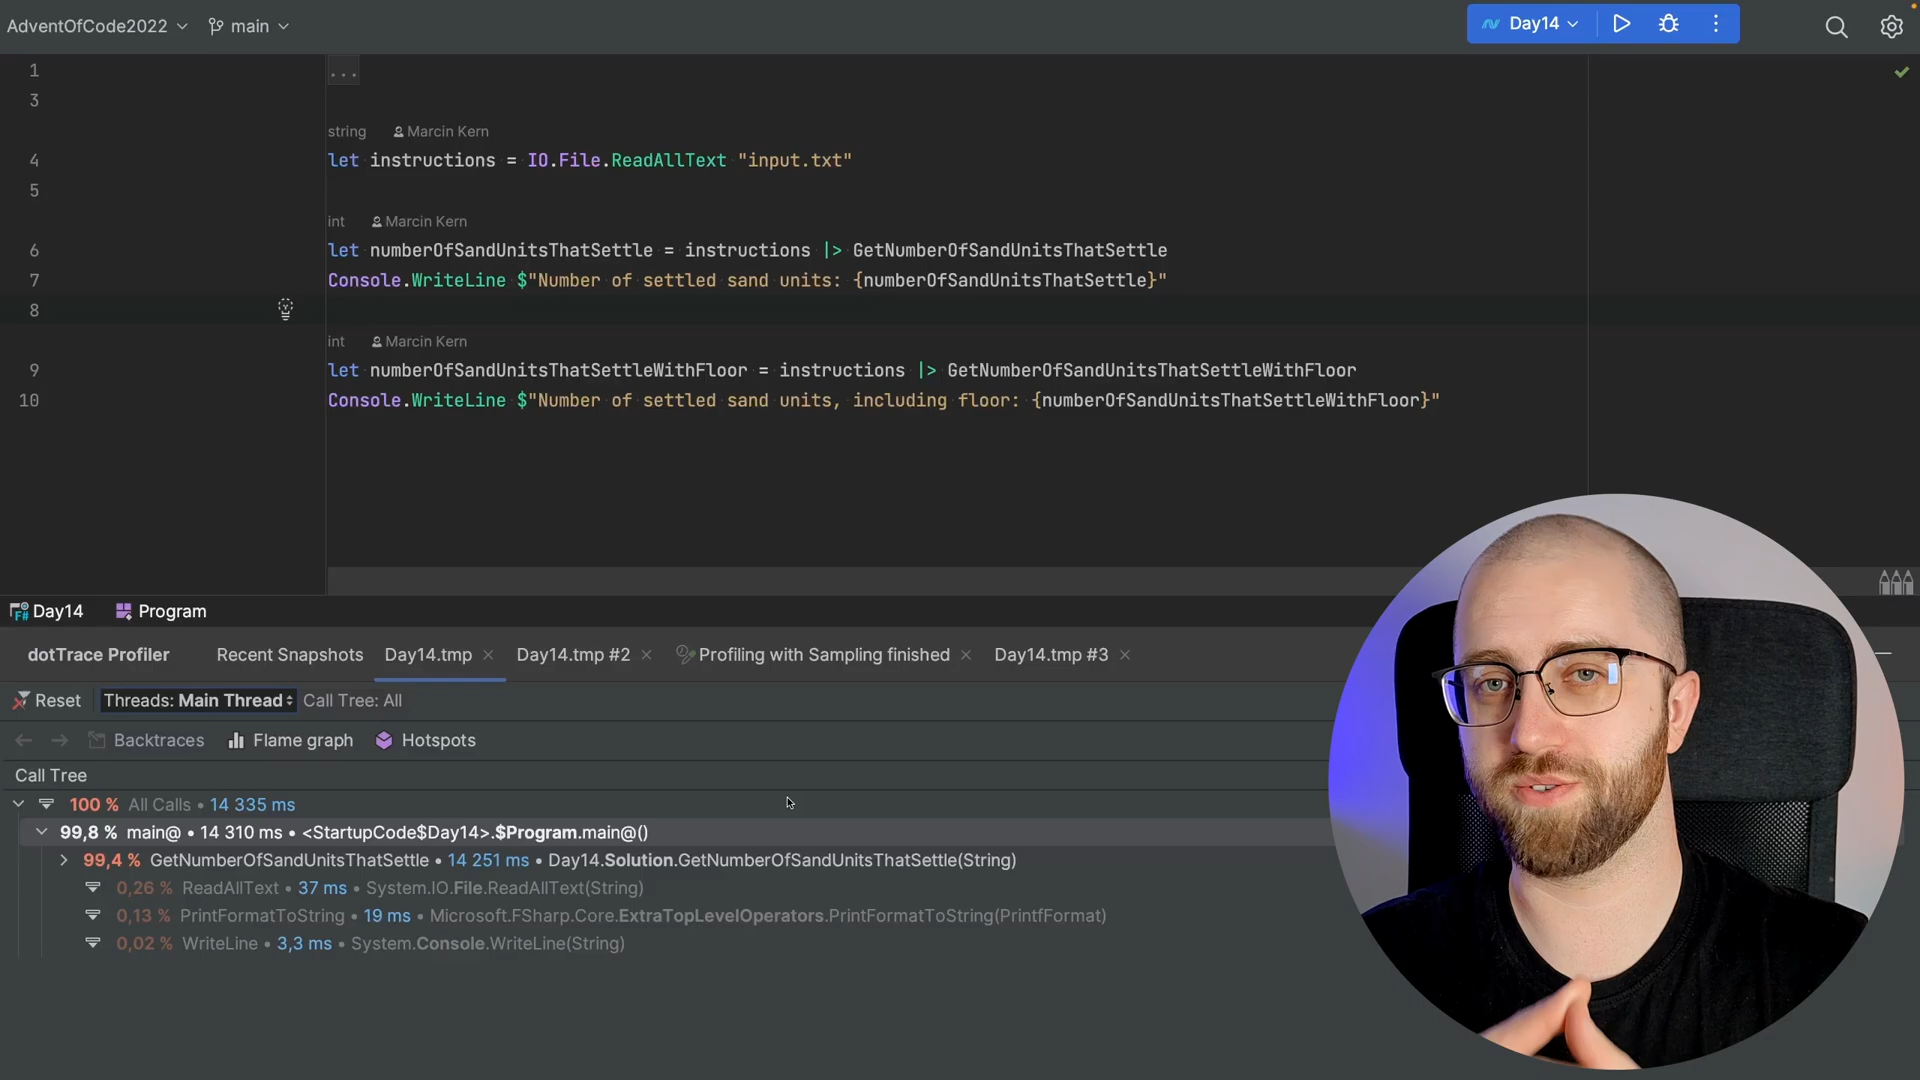 AdventOfCode2022 main Day14
1 ...
3
string Marcin Kern
4 let instructions = IO.File.ReadAllText "input.txt"
5
int Marcin Kern
6 let numberOfSandUnitsThatSettle = instructions |> GetNumberOfSandUnitsThatSettle
7 Console.WriteLine $"Number of settled sand units: {numberOfSandUnitsThatSettle}"
8
int Marcin Kern
9 let numberOfSandUnitsThatSettleWithFloor = instructions |> GetNumberOfSandUnitsThatSettleWithFloor
10 Console.WriteLine $"Number of settled sand units, including floor: {numberOfSandUnitsThatSettleWithFloor}"
F# Day14 Program
dotTrace Profiler Recent Snapshots Day14.tmp Day14.tmp #2 Profiling with Sampling finished Day14.tmp #3
Reset Threads: Main Thread Call Tree: All
Backtraces Flame graph Hotspots
Call Tree
100 % All Calls • 14 335 ms
99,8 % main@ • 14 310 ms • <StartupCode$Day14>.$Program.main@()
99,4 % GetNumberOfSandUnitsThatSettle • 14 251 ms • Day14.Solution.GetNumberOfSandUnitsThatSettle(String)
0,26 % ReadAllText • 37 ms • System.IO.File.ReadAllText(String)
0,13 % PrintFormatToString • 19 ms • Microsoft.FSharp.Core.ExtraTopLevelOperators.PrintFormatToString(PrintfFormat)
0,02 % WriteLine • 3,3 ms • System.Console.WriteLine(String)